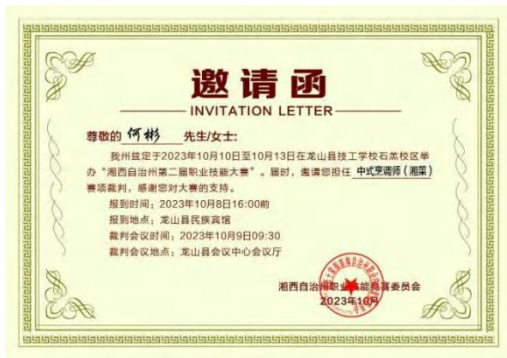 邀请函
INVITATION LETTER
尊敬的 何彬 先生/女士:
我州兹定于2023年10月10日至10月13日在龙山县技工学校石羔校区举
办“湘西自治州第二届职业技能大赛”。届时,邀请您担任 中式烹调师(湘菜)
赛项裁判,感谢您对大赛的支持。
报到时间:2023年10月8日16:00前
报到地点:龙山县民族宾馆
裁判会议时间:2023年10月9日09:30
裁判会议地点:龙山县会议中心会议厅
湘西自治州职业技能竞赛委员会
2023年10月